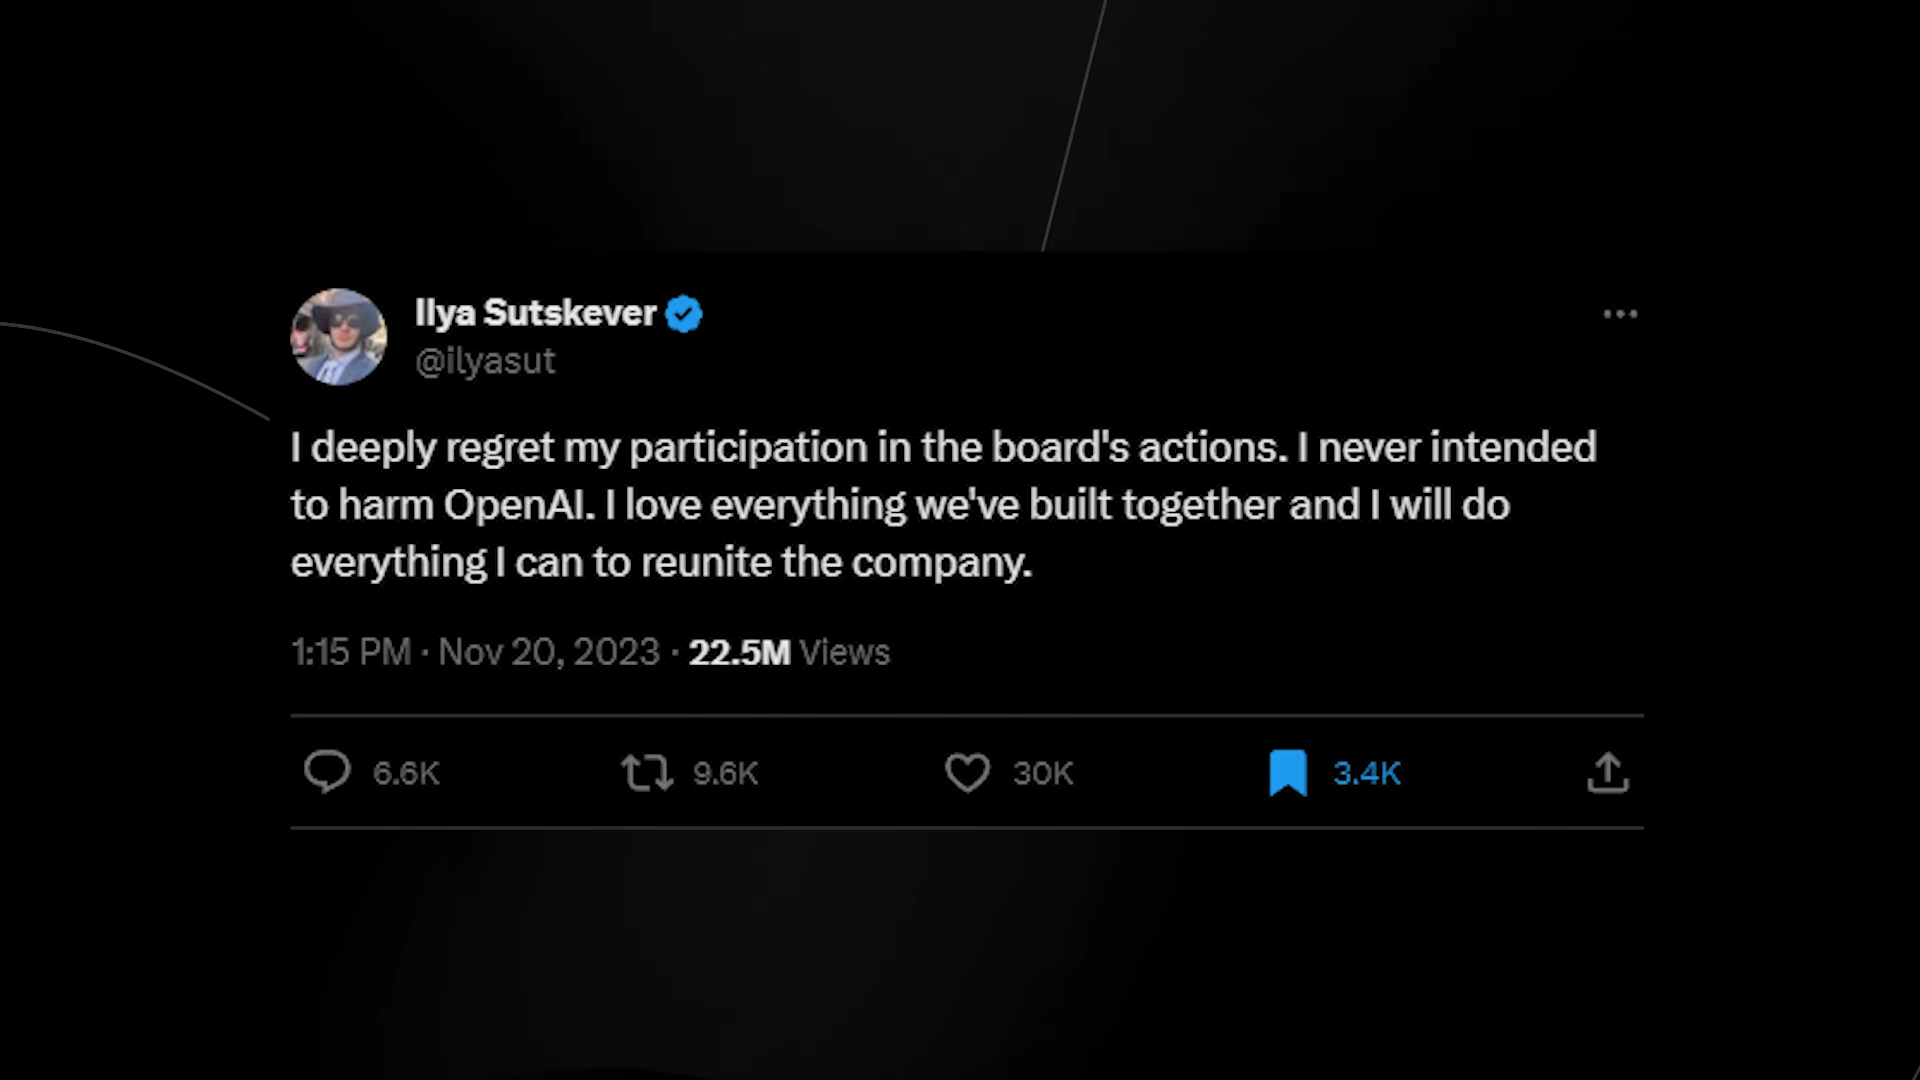 Ilya Sutskever
@ilyasut
I deeply regret my participation in the board's actions. I never intended
to harm OpenAI. I love everything we've built together and I will do
everything I can to reunite the company.
1:15 PM · Nov 20, 2023 · 22.5M Views
6.6K 9.6K 30K 3.4K